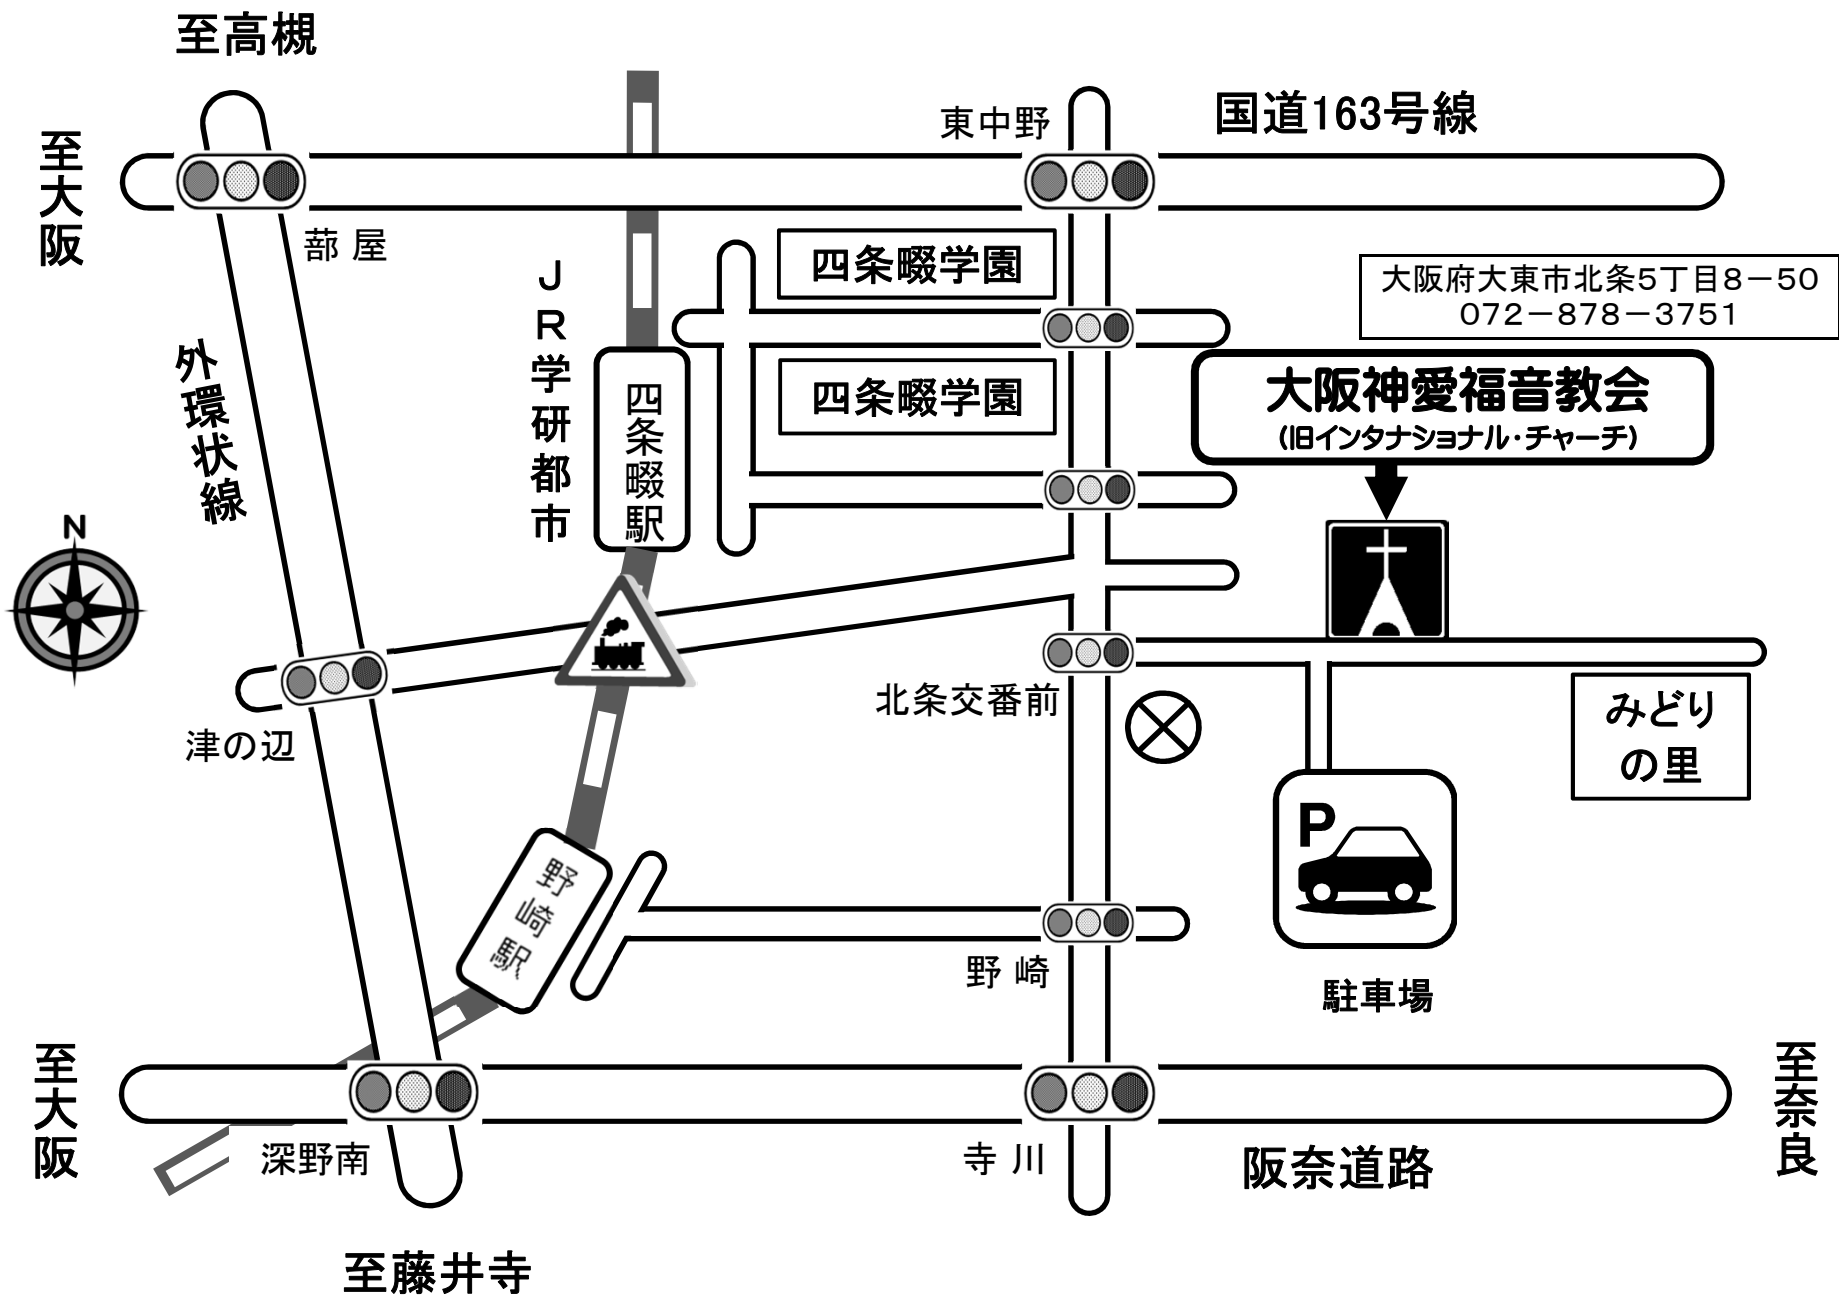 至高槻
至大阪
東中野
国道163号線
蔀屋
四条畷学園
大阪府大東市北条5丁目8－50
072－878－3751
JR学研都市
外環状線
四条畷駅
四条畷学園
大阪神愛福音教会
(旧インタナショナル・チャーチ)
N
北条交番前
みどり
の里
津の辺
P
野崎駅
野崎
駐車場
至大阪
至奈良
深野南
寺川
阪奈道路
至藤井寺